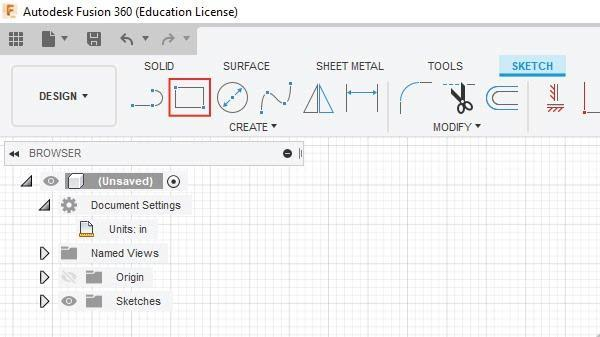 Autodesk Fusion 360 (Education License)
SOLID SURFACE SHEET METAL TOOLS SKETCH
DESIGN
CREATE MODIFY
BROWSER
(Unsaved)
Document Settings
Units: in
Named Views
Origin
Sketches